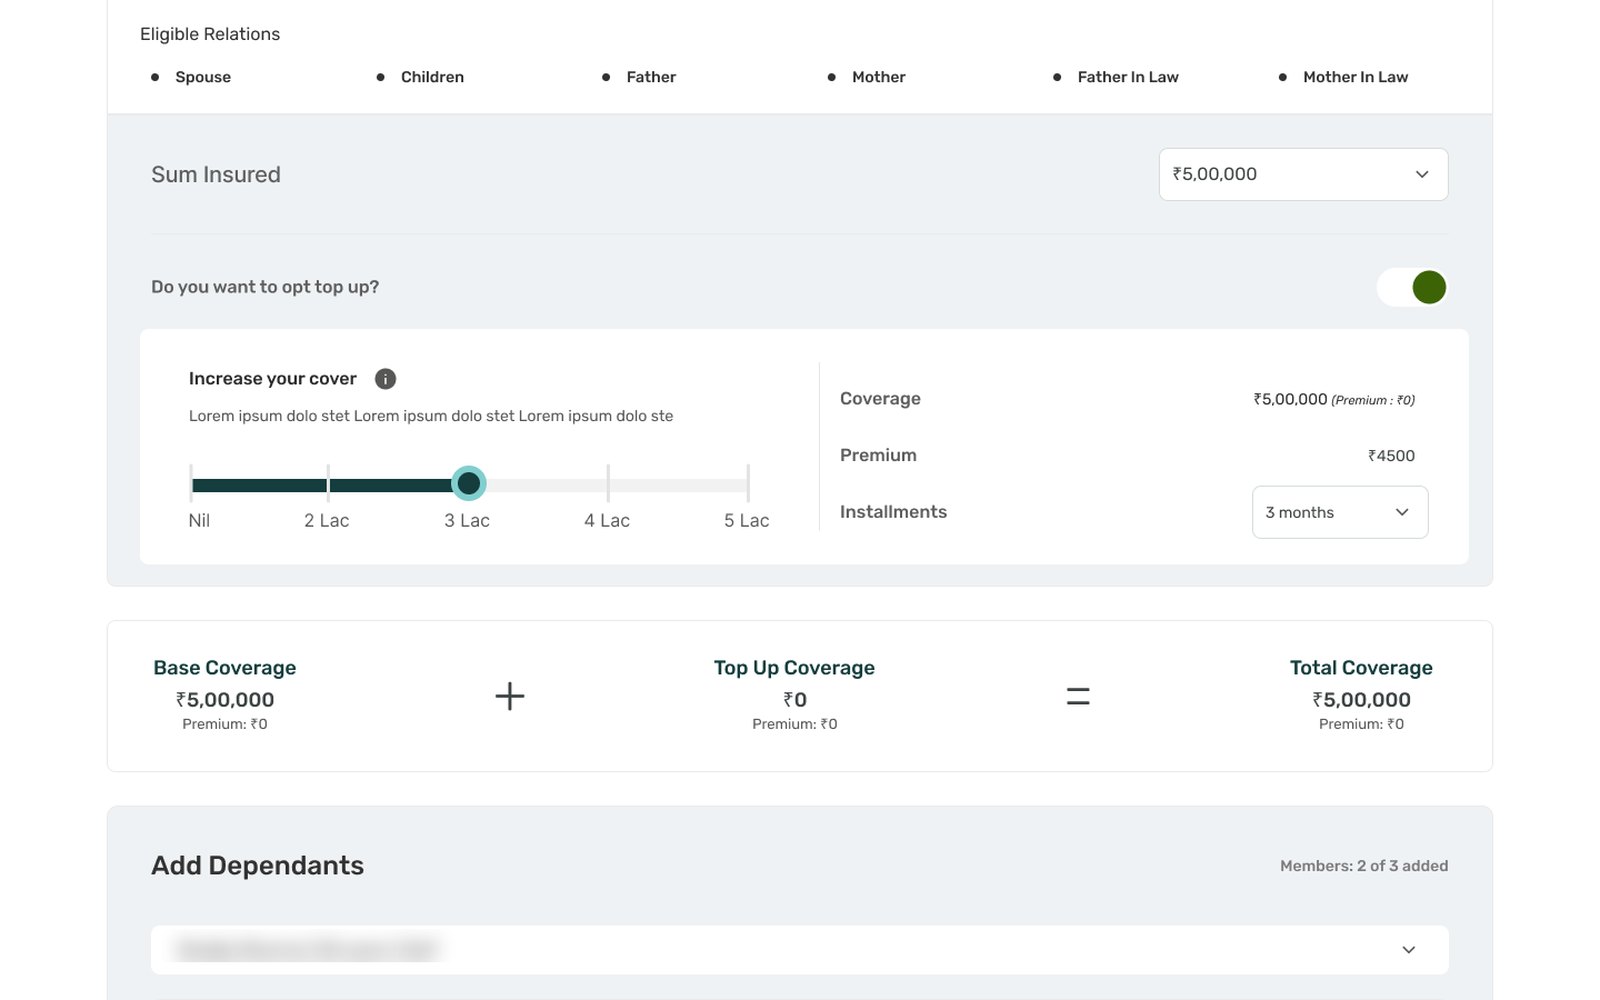 Eligible Relations
Spouse
Children
Father
Mother
Father In Law
Mother In Law
Sum Insured
₹5,00,000
Do you want to opt top up?
Increase your cover
Lorem ipsum dolo stet Lorem ipsum dolo stet Lorem ipsum dolo ste
Nil
2 Lac
3 Lac
4 Lac
5 Lac
Coverage
₹5,00,000 (Premium : ₹0)
Premium
₹4500
Installments
3 months
Base Coverage
₹5,00,000
Premium: ₹0
+
Top Up Coverage
₹0
Premium: ₹0
=
Total Coverage
₹5,00,000
Premium: ₹0
Add Dependants
Members: 2 of 3 added